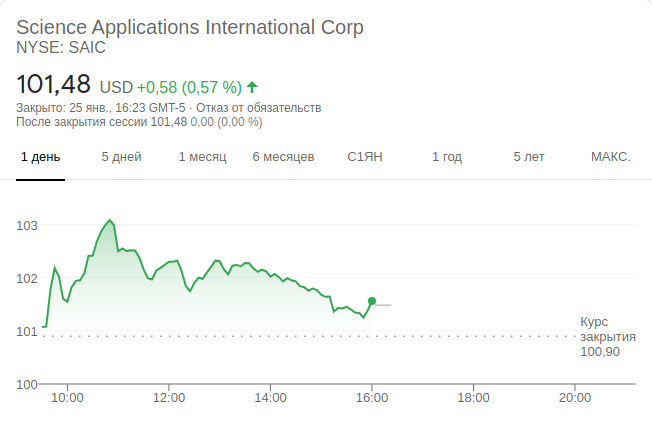 Science Applications International Corp
NYSE: SAIC
101,48 USD +0,58 (0,57 %)
Закрыто: 25 янв., 16:23 GMT-5 · Отказ от обязательств
После закрытия сессии 101,48 0,00 (0,00 %)
1 день 5 дней 1 месяц 6 месяцев С1ЯН 1 год 5 лет МАКС.
103
102
101
Курс
закрытия
100,90
100
10:00 12:00 14:00 16:00 18:00 20:00